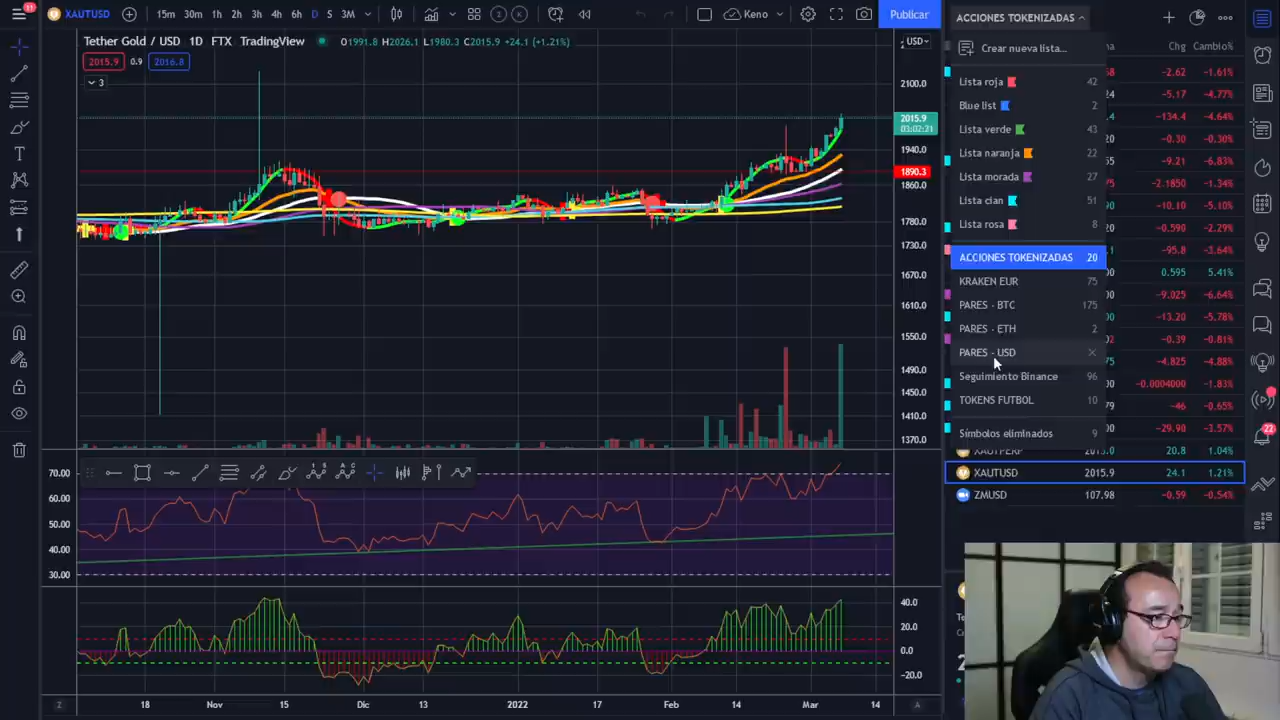 11
XAUTUSD
15m 30m 1h 2h 3h 4h 6h D S 3M
Keno
Publicar
ACCIONES TOKENIZADAS
Tether Gold / USD 1D FTX TradingView
O1991.8 H2026.1 L1980.3 C2015.9 +24.1 (+1.21%)
USD
Chg Cambio%
Crear nueva lista...
2015.9 0.9 2016.8
3
Lista roja 42
Blue list 2
Lista verde 43
Lista naranja 22
Lista morada 27
Lista cian 51
Lista rosa 8
ACCIONES TOKENIZADAS 20
KRAKEN EUR 75
PARES - BTC 175
PARES - ETH 2
PARES - USD
Seguimiento Binance 96
TOKENS FUTBOL 10
Símbolos eliminados 9
-2.62 -1.61%
-5.17 -4.77%
-134.4 -4.64%
-0.30 -0.30%
-9.21 -6.83%
-2.1850 -1.34%
-10.10 -5.10%
-0.590 -2.29%
-95.8 -3.64%
0.595 5.41%
-9.025 -6.64%
-13.20 -5.78%
-0.39 -0.81%
-4.825 -4.88%
-0.0004000 -1.83%
-46 -0.65%
-29.90 -3.57%
XAUTPERF 2015.0 20.8 1.04%
XAUTUSD 2015.9 24.1 1.21%
ZMUSD 107.98 -0.59 -0.54%
22
2100.0
2015.9
03:02:21
1940.0
1890.3
1860.0
1780.0
1730.0
1670.0
1610.0
1550.0
1490.0
1450.0
1410.0
1370.0
70.00
60.00
50.00
40.00
30.00
40.0
20.0
0.0
-20.0
18 Nov 15 Dic 13 2022 17 Feb 14 Mar 14